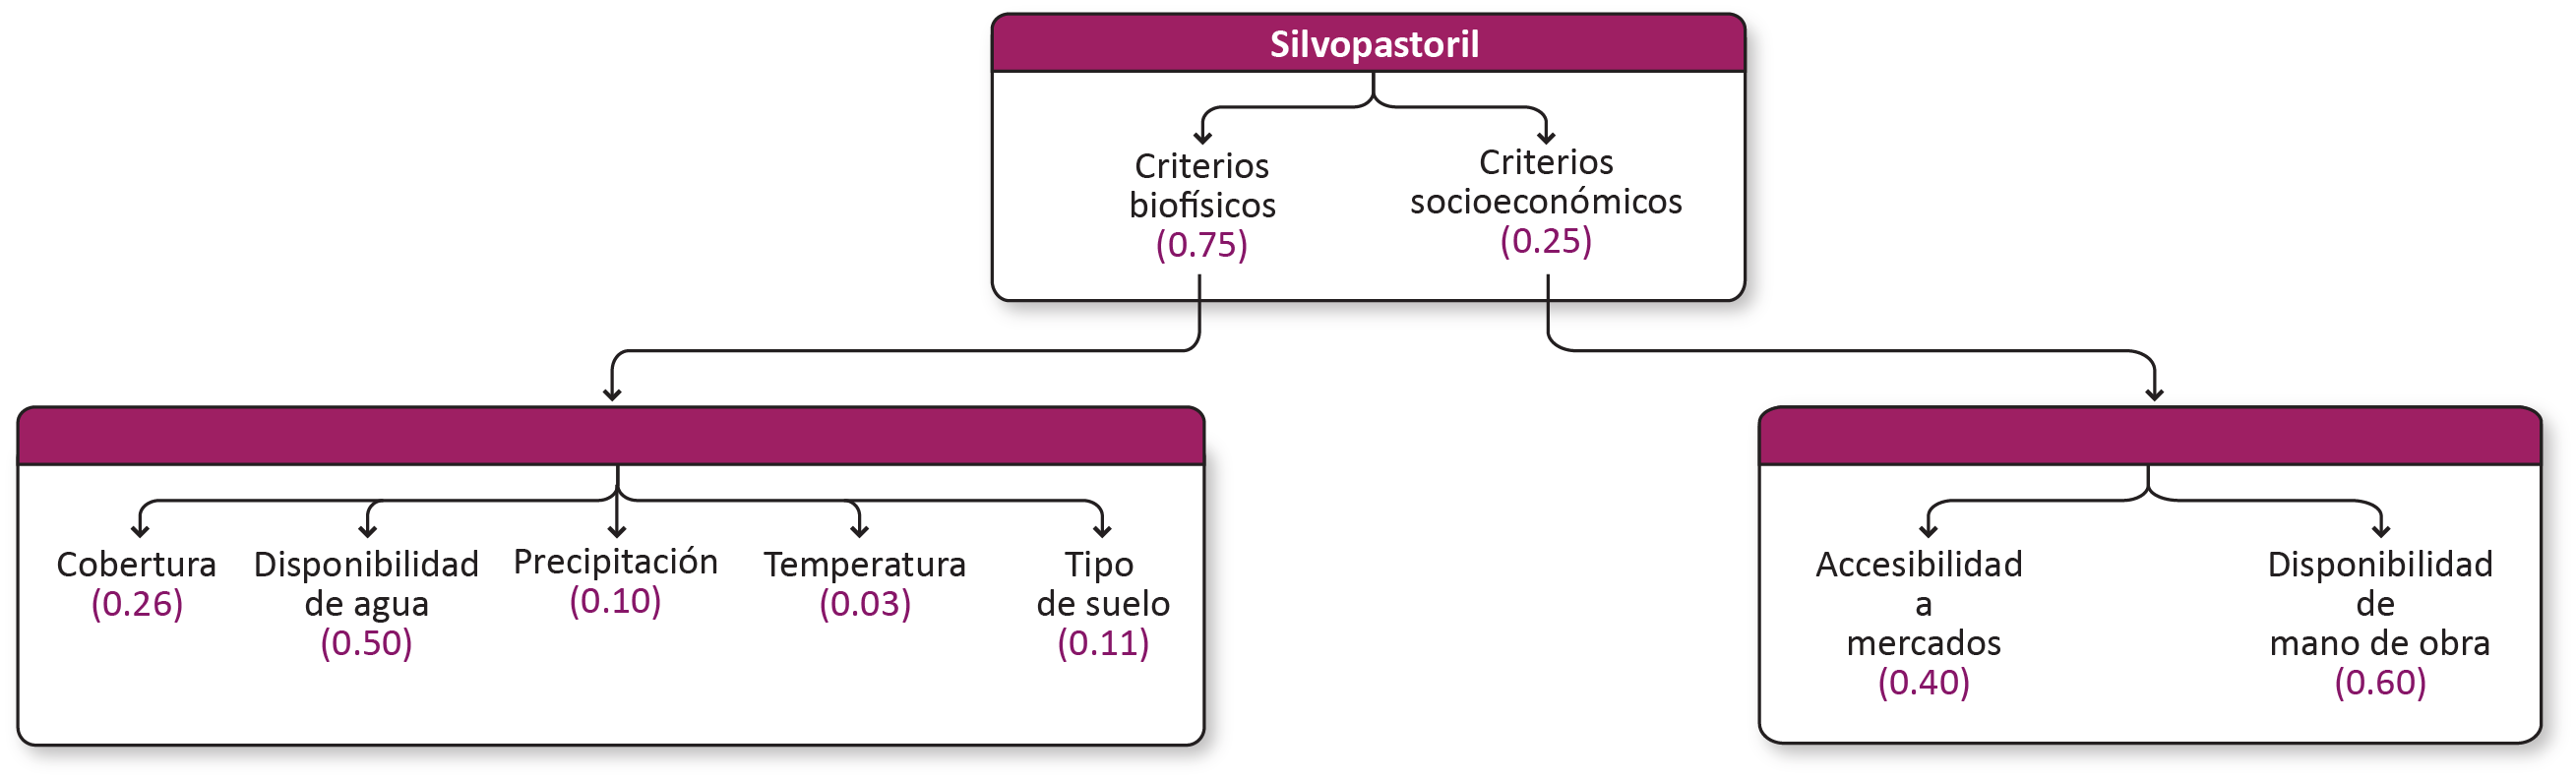 Silvopastoril
Criterios
biofísicos
(0.75)
Criterios
socioeconómicos
(0.25)
Cobertura
(0.26)
Disponibilidad
de agua
(0.50)
Precipitación
(0.10)
Temperatura
(0.03)
Tipo
de suelo
(0.11)
Accesibilidad
a
mercados
(0.40)
Disponibilidad
de
mano de obra
(0.60)